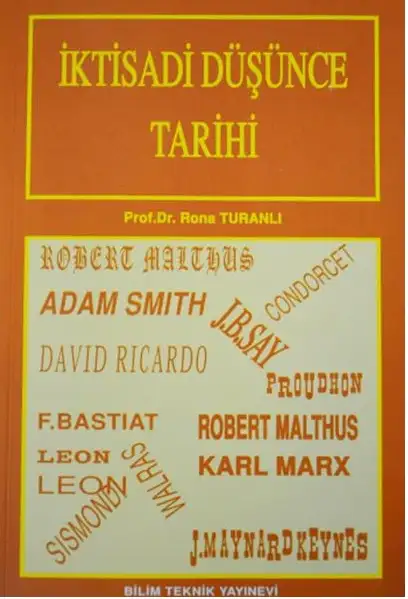 İKTİSADİ DÜŞÜNCE
TARİHİ
Prof.Dr. Rona TURANLI
ROBERT MALTHUS
CONDORCET
ADAM SMITH
J.B.SAY
DAVID RICARDO
PROUDHON
F.BASTIAT
ROBERT MALTHUS
LEON
WALRAS
KARL MARX
LEON
SISMONDI
J.MAYNARD KEYNES
BİLİM TEKNİK YAYINEVİ